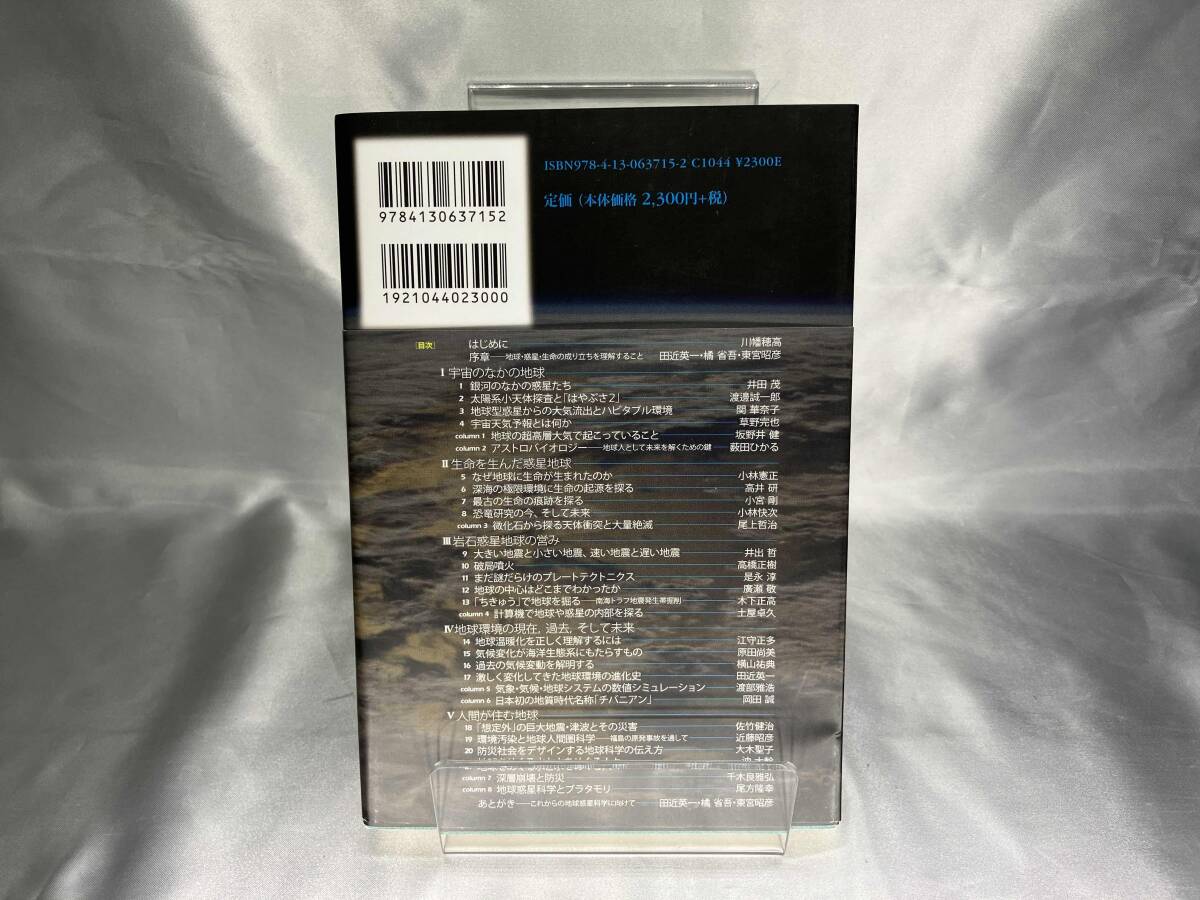 ISBN978-4-13-063715-2 C1044 ¥2300E
定価 (本体価格 2,300円+税)
9784130637152
1921044023000
[目次] はじめに 川幡穂高
序章──地球・惑星・生命の成り立ちを理解すること 田近英一・橘 省吾・東宮昭彦
I 宇宙のなかの地球
1 銀河のなかの惑星たち 井田 茂
2 太陽系小天体探査と「はやぶさ2」 渡邊誠一郎
3 地球型惑星からの大気流出とハビタブル環境 関 華奈子
4 宇宙天気予報とは何か 草野完也
column 1 地球の超高層大気で起こっていること 坂野井 健
column 2 アストロバイオロジー──地球人として未来を解くための鍵 薮田ひかる
II 生命を生んだ惑星地球
5 なぜ地球に生命が生まれたのか 小林憲正
6 深海の極限環境に生命の起源を探る 高井 研
7 最古の生命の痕跡を探る 小宮 剛
8 恐竜研究の今、そして未来 小林快次
column 3 微化石から探る天体衝突と大量絶滅 尾上哲治
III 岩石惑星地球の営み
9 大きい地震と小さい地震、速い地震と遅い地震 井出 哲
10 破局噴火 高橋正樹
11 まだ謎だらけのプレートテクトニクス 是永 淳
12 地球の中心はどこまでわかったか 廣瀬 敬
13 「ちきゅう」で地球を掘る──南海トラフ地震発生帯掘削 木下正高
column 4 計算機で地球や惑星の内部を探る 土屋卓久
IV 地球環境の現在,過去,そして未来
14 地球温暖化を正しく理解するには 江守正多
15 気候変化が海洋生態系にもたらすもの 原田尚美
16 過去の気候変動を解明する 横山祐典
17 激しく変化してきた地球環境の進化史 田近英一
column 5 気象・気候・地球システムの数値シミュレーション 渡部雅浩
column 6 日本初の地質時代名称「チバニアン」 岡田 誠
V 人間が住む地球
18 「想定外」の巨大地震・津波とその災害 佐竹健治
19 環境汚染と地球人間圏科学──福島の原発事故を通して 近藤昭彦
20 防災社会をデザインする地球科学の伝え方 大木聖子
column 7 深層崩壊と防災 千木良雅弘
column 8 地球惑星科学とブラタモリ 尾方隆幸
あとがき──これからの地球惑星科学に向けて 田近英一・橘 省吾・東宮昭彦